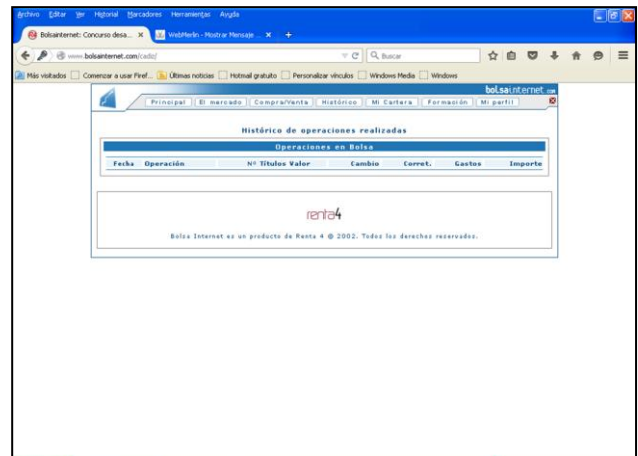 Archivo Editar Ver Historial Marcadores Herramientas Ayuda
Bolsainternet: Concurso desa... × WebMerlin - Mostrar Mensaje ... × +
www.bolsainternet.com/cadiz/ Buscar
Más visitados Comenzar a usar Firef... Últimas noticias Hotmail gratuito Personalizar vínculos Windows Media Windows
bolsainternet.com
Principal El mercado Compra/Venta Histórico Mi Cartera Formación Mi perfil
Histórico de operaciones realizadas
Operaciones en Bolsa
Fecha Operación Nº Títulos Valor Cambio Corret. Gastos Importe
renta4
Bolsa Internet es un producto de Renta 4 @ 2002. Todos los derechos reservados.